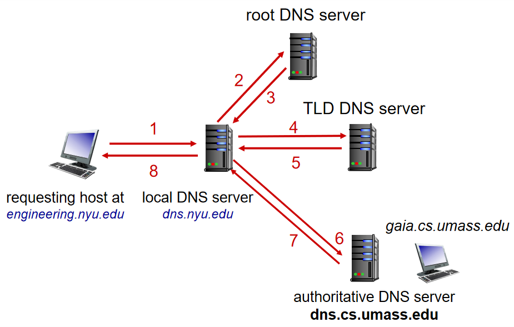 root DNS server
2
3
TLD DNS server
1
4
5
8
requesting host at
engineering.nyu.edu
local DNS server
dns.nyu.edu
6
7
gaia.cs.umass.edu
authoritative DNS server
dns.cs.umass.edu